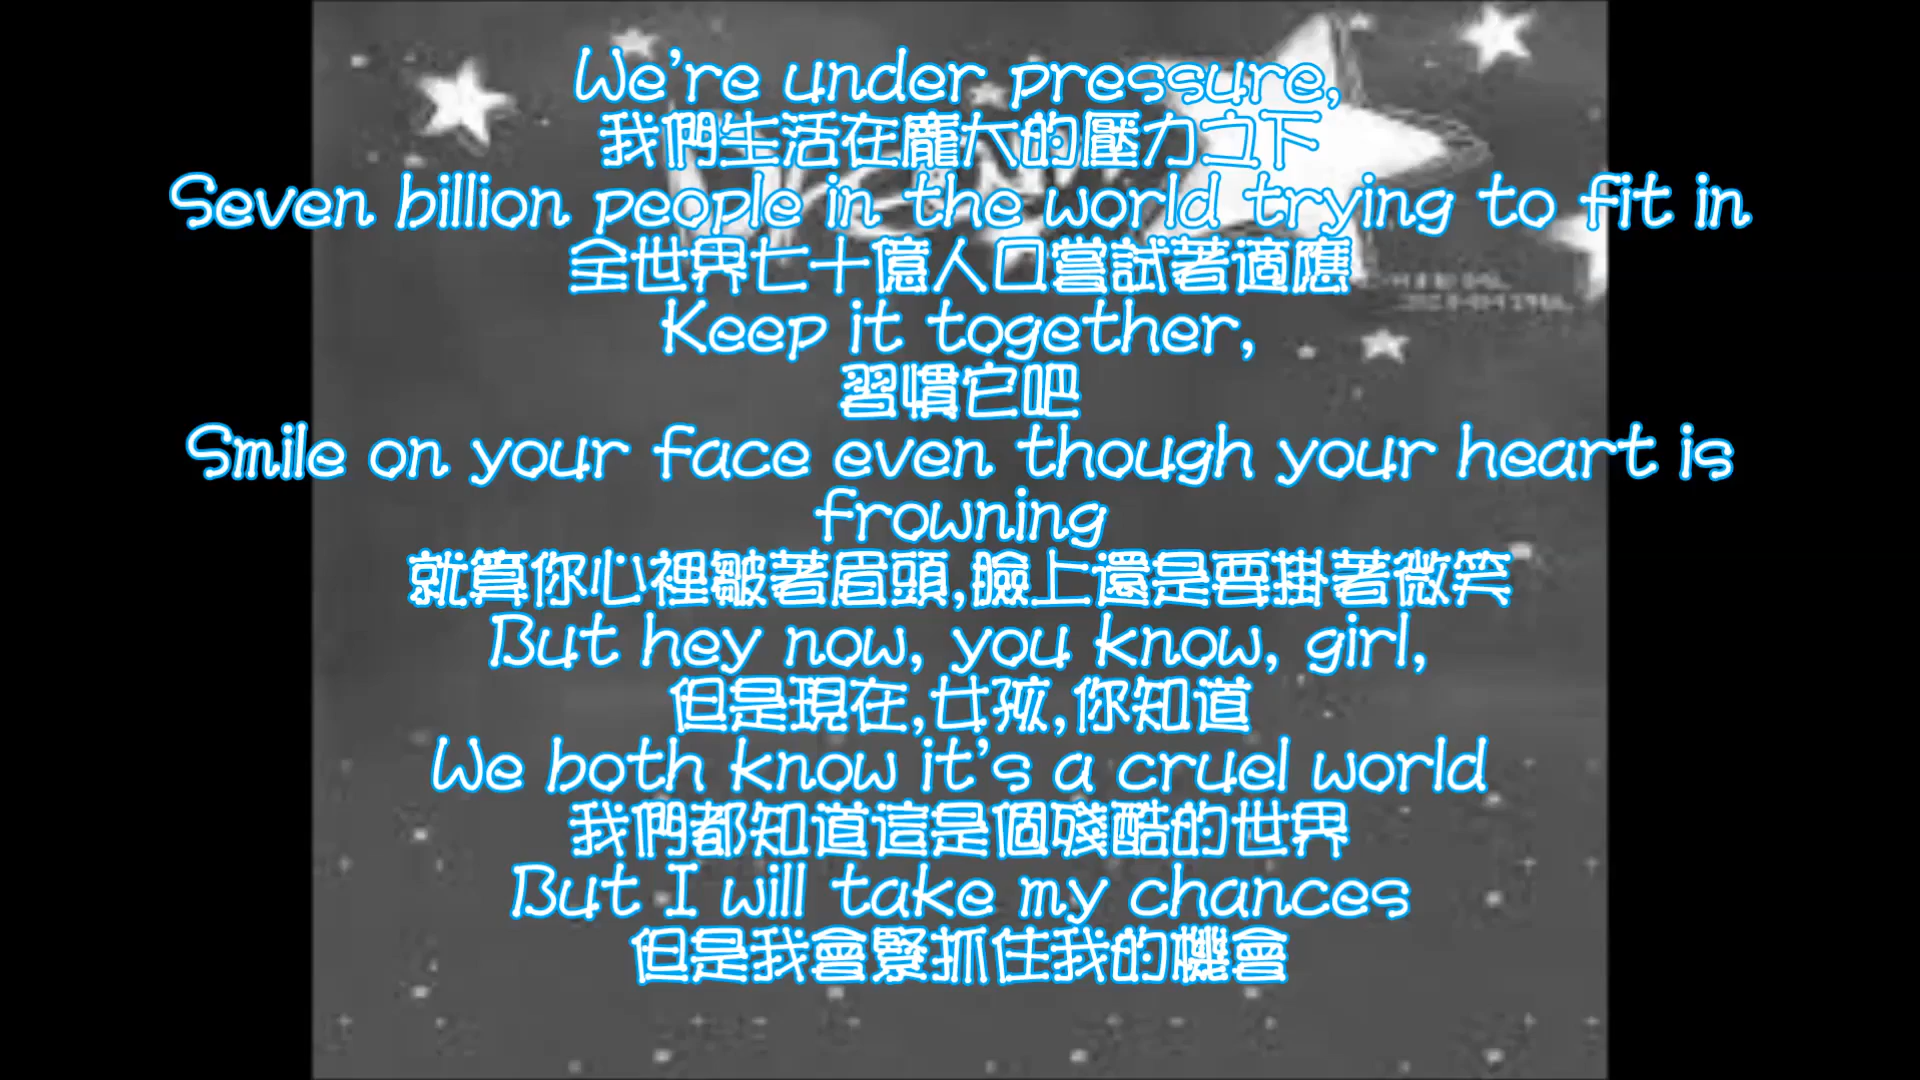 We're under pressure,
我們生活在龐大的壓力之下
Seven billion people in the world trying to fit in
全世界七十億人口嘗試著適應
Keep it together,
習慣它吧
Smile on your face even though your heart is
frowning
就算你心裡皺著眉頭,臉上還是要掛著微笑
But hey now, you know, girl,
但是現在,女孩,你知道
We both know it's a cruel world
我們都知道這是個殘酷的世界
But I will take my chances
但是我會緊抓住我的機會